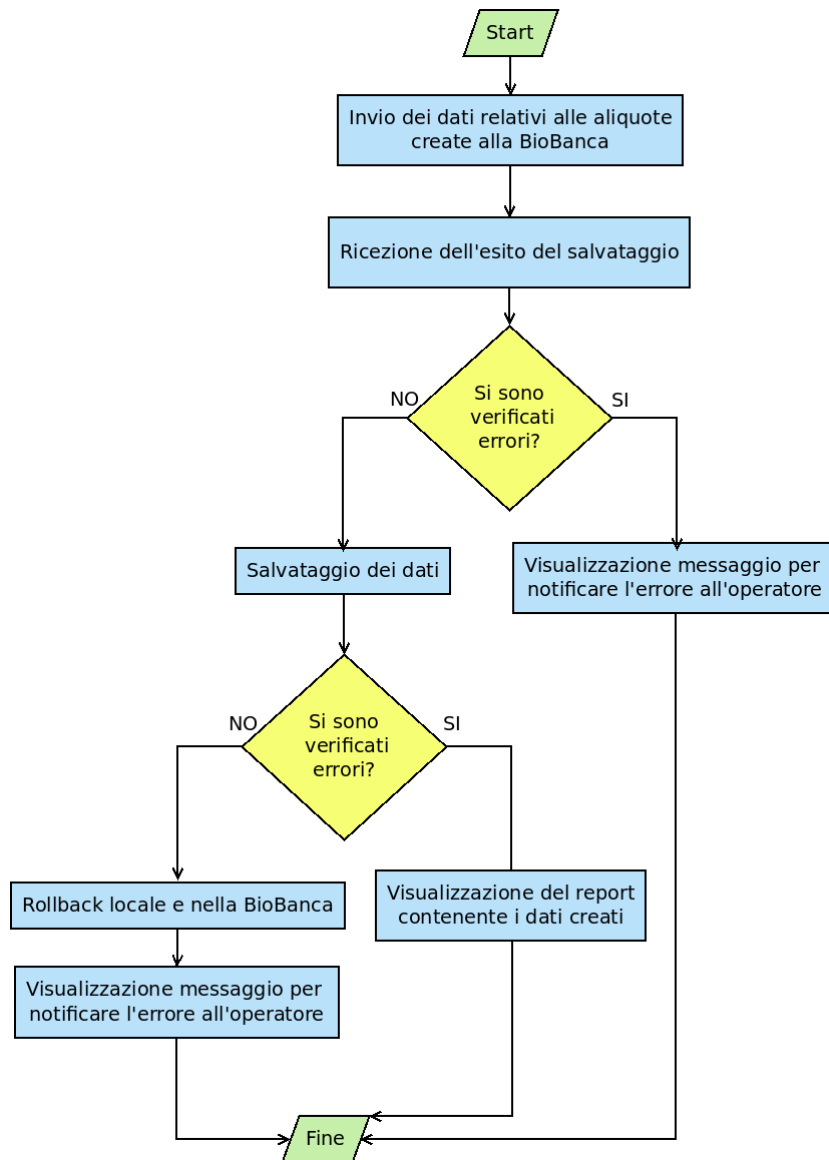 Start
Invio dei dati relativi alle aliquote
create alla BioBanca
Ricezione dell'esito del salvataggio
Si sono
verificati
errori?
NO
SI
Salvataggio dei dati
Visualizzazione messaggio per
notificare l'errore all'operatore
Si sono
verificati
errori?
NO
SI
Rollback locale e nella BioBanca
Visualizzazione del report
contenente i dati creati
Visualizzazione messaggio per
notificare l'errore all'operatore
Fine